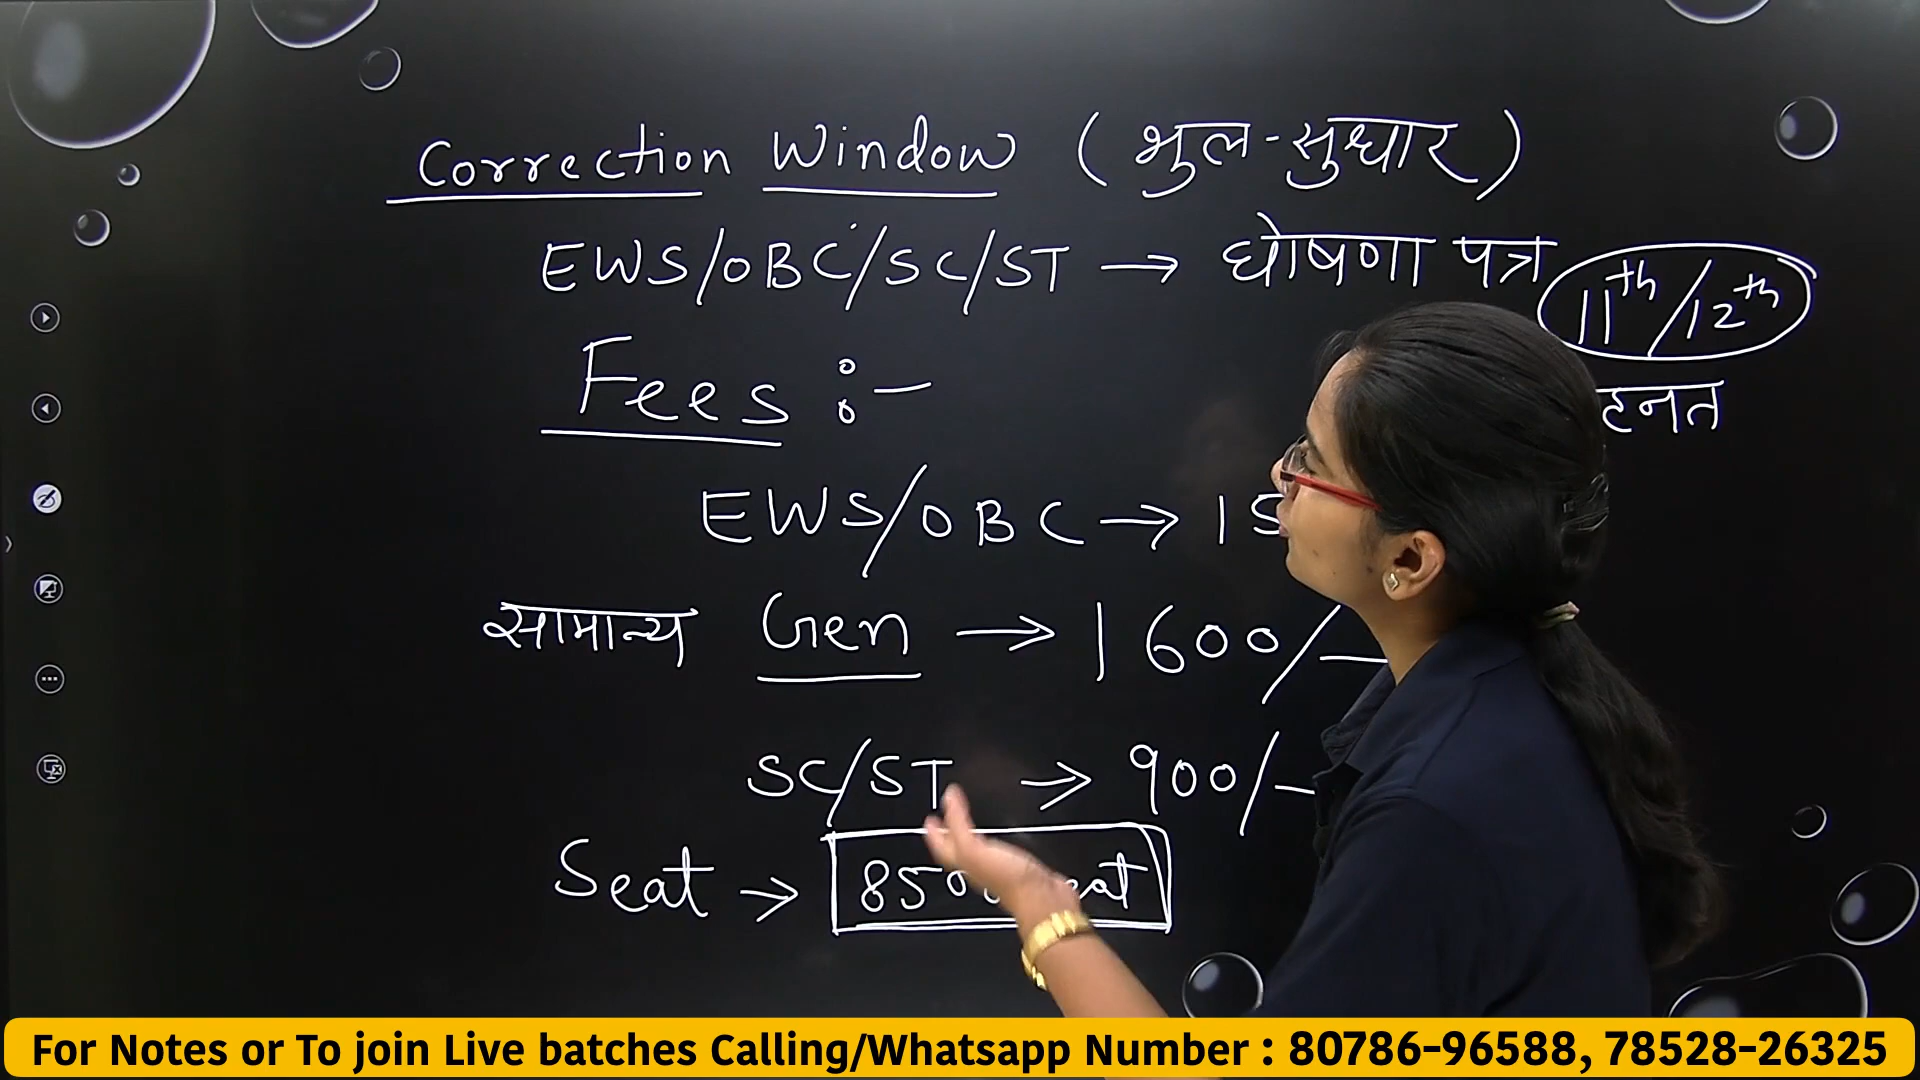 Correction Window (भुल-सुधार)
EWS/OBC/SC/ST → घोषणा पत्र 11th/12th
Fees :-
EWS/OBC →
सामान्य Gen → 1600/-
SC/ST → 900/-
Seat →
For Notes or To join Live batches Calling/Whatsapp Number : 80786-96588, 78528-26325